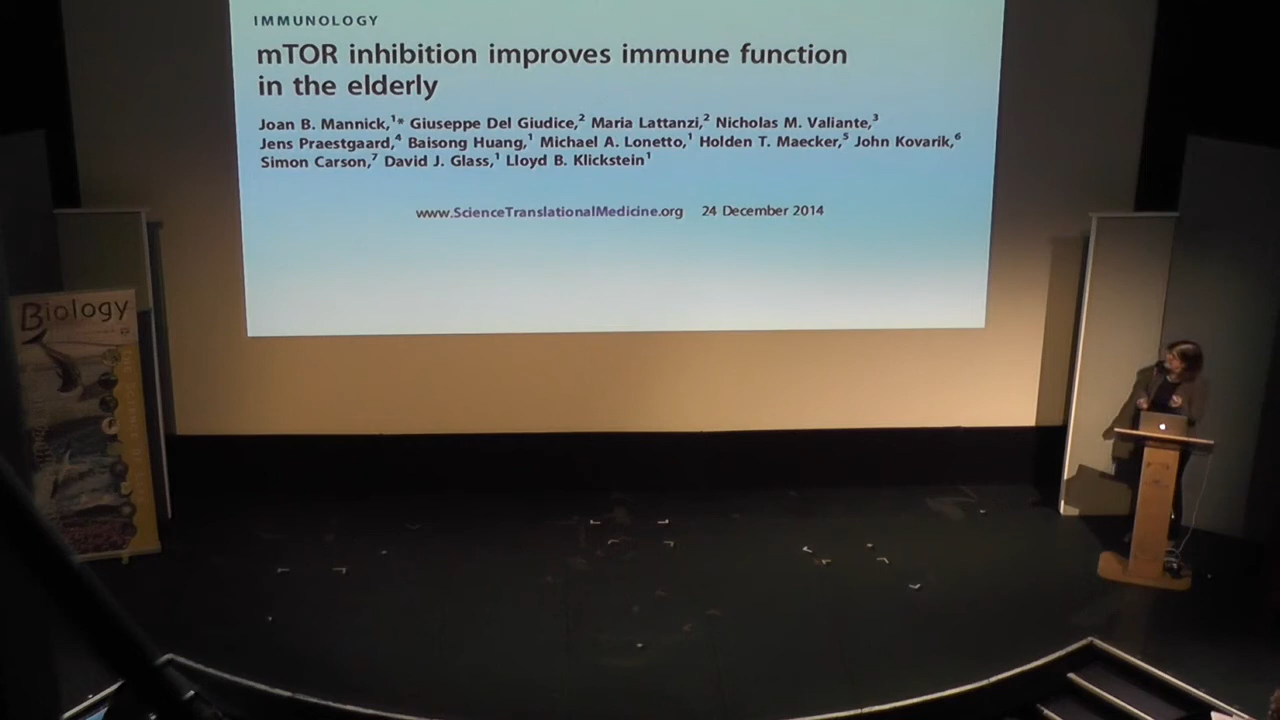 IMMUNOLOGY
mTOR inhibition improves immune function
in the elderly
Joan B. Mannick,¹* Giuseppe Del Giudice,² Maria Lattanzi,² Nicholas M. Valiante,³
Jens Praestgaard,⁴ Baisong Huang,¹ Michael A. Lonetto,¹ Holden T. Maecker,⁵ John Kovarik,⁶
Simon Carson,⁷ David J. Glass,¹ Lloyd B. Klickstein¹
www.ScienceTranslationalMedicine.org 24 December 2014
Biology